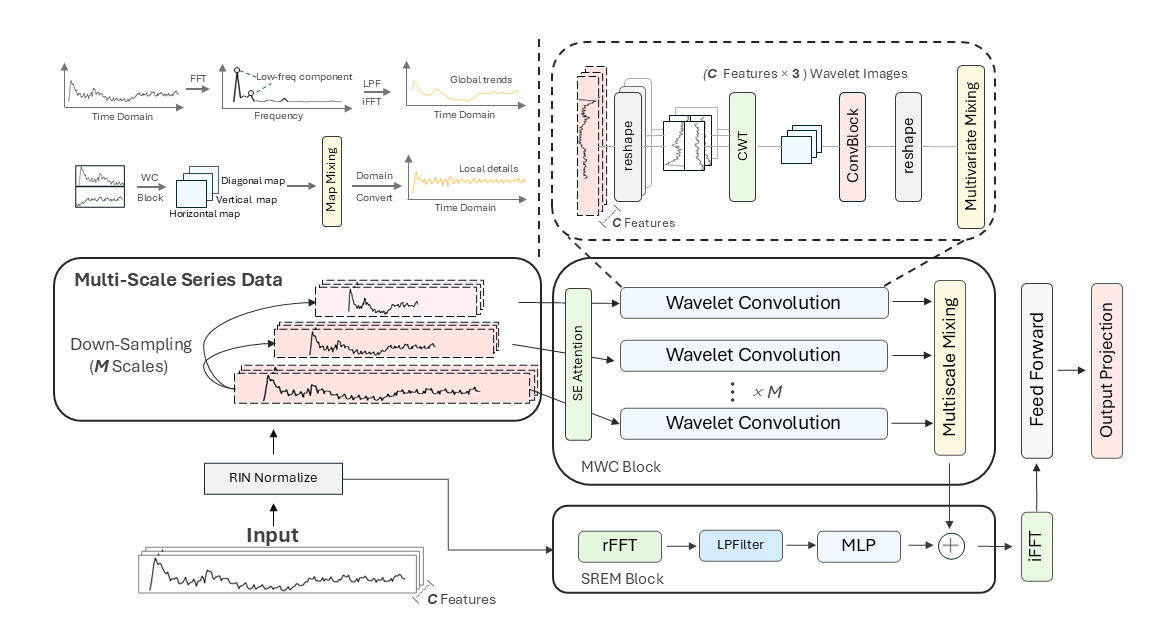 FFT
Low-freq component
LPF
iFFT
Global trends
Time Domain
Frequency
Time Domain
WC
Block
Diagonal map
Vertical map
Horizontal map
Map Mixing
Domain
Convert
Local details
Time Domain
(C Features × 3 ) Wavelet Images
reshape
CWT
ConvBlock
reshape
Multivariate Mixing
C Features
Multi-Scale Series Data
Down-Sampling
(M Scales)
SE Attention
Wavelet Convolution
Wavelet Convolution
× M
Wavelet Convolution
Multiscale Mixing
MWC Block
Feed Forward
Output Projection
RIN Normalize
Input
C Features
rFFT
LPFilter
MLP
SREM Block
iFFT